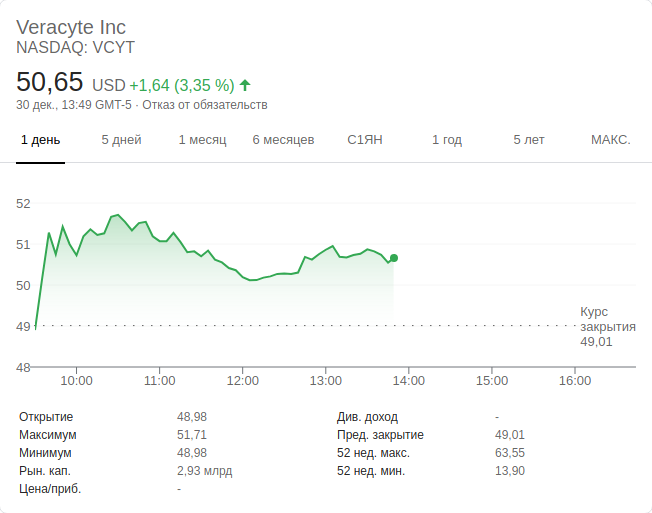 Veracyte Inc
NASDAQ: VCYT
50,65 USD +1,64 (3,35 %)
30 дек., 13:49 GMT-5 · Отказ от обязательств
1 день 5 дней 1 месяц 6 месяцев С1ЯН 1 год 5 лет МАКС.
52
51
50
49
48
Курс
закрытия
49,01
10:00 11:00 12:00 13:00 14:00 15:00 16:00
Открытие 48,98 Див. доход -
Максимум 51,71 Пред. закрытие 49,01
Минимум 48,98 52 нед. макс. 63,55
Рын. кап. 2,93 млрд 52 нед. мин. 13,90
Цена/приб. -